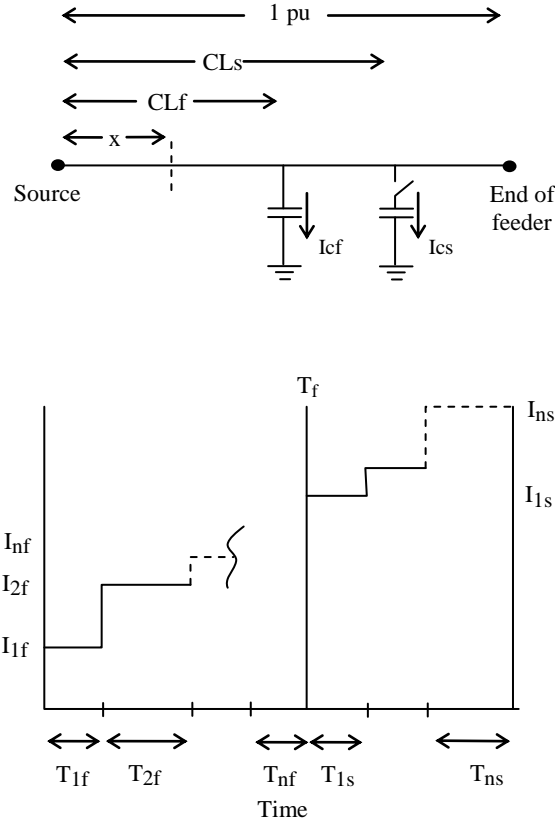 1 pu
CLs
CLf
x
Source
End of
feeder
Icf
Ics
Tf
Ins
I1s
Inf
I2f
I1f
T1f T2f Tnf T1s Tns
Time